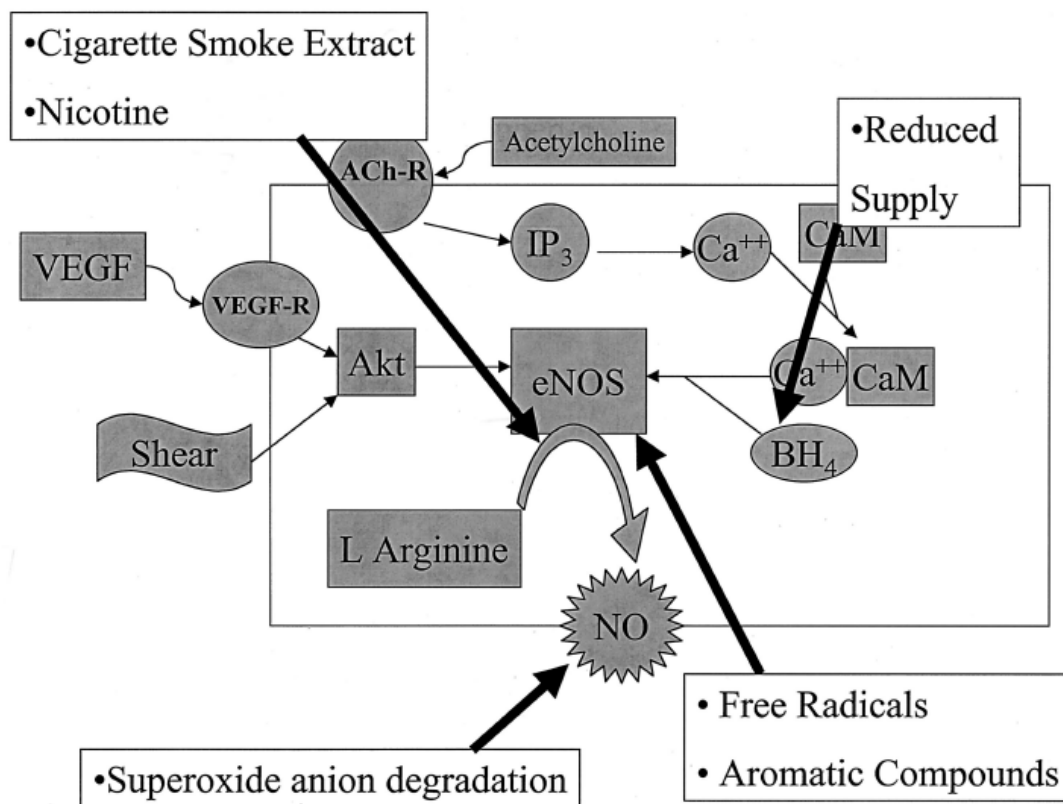 •Cigarette Smoke Extract
•Nicotine
•Reduced
Supply
Acetylcholine
ACh-R
IP₃
Ca⁺⁺
CaM
VEGF
VEGF-R
Akt
eNOS
Ca⁺⁺
CaM
Shear
BH₄
L Arginine
NO
• Free Radicals
• Aromatic Compounds
•Superoxide anion degradation